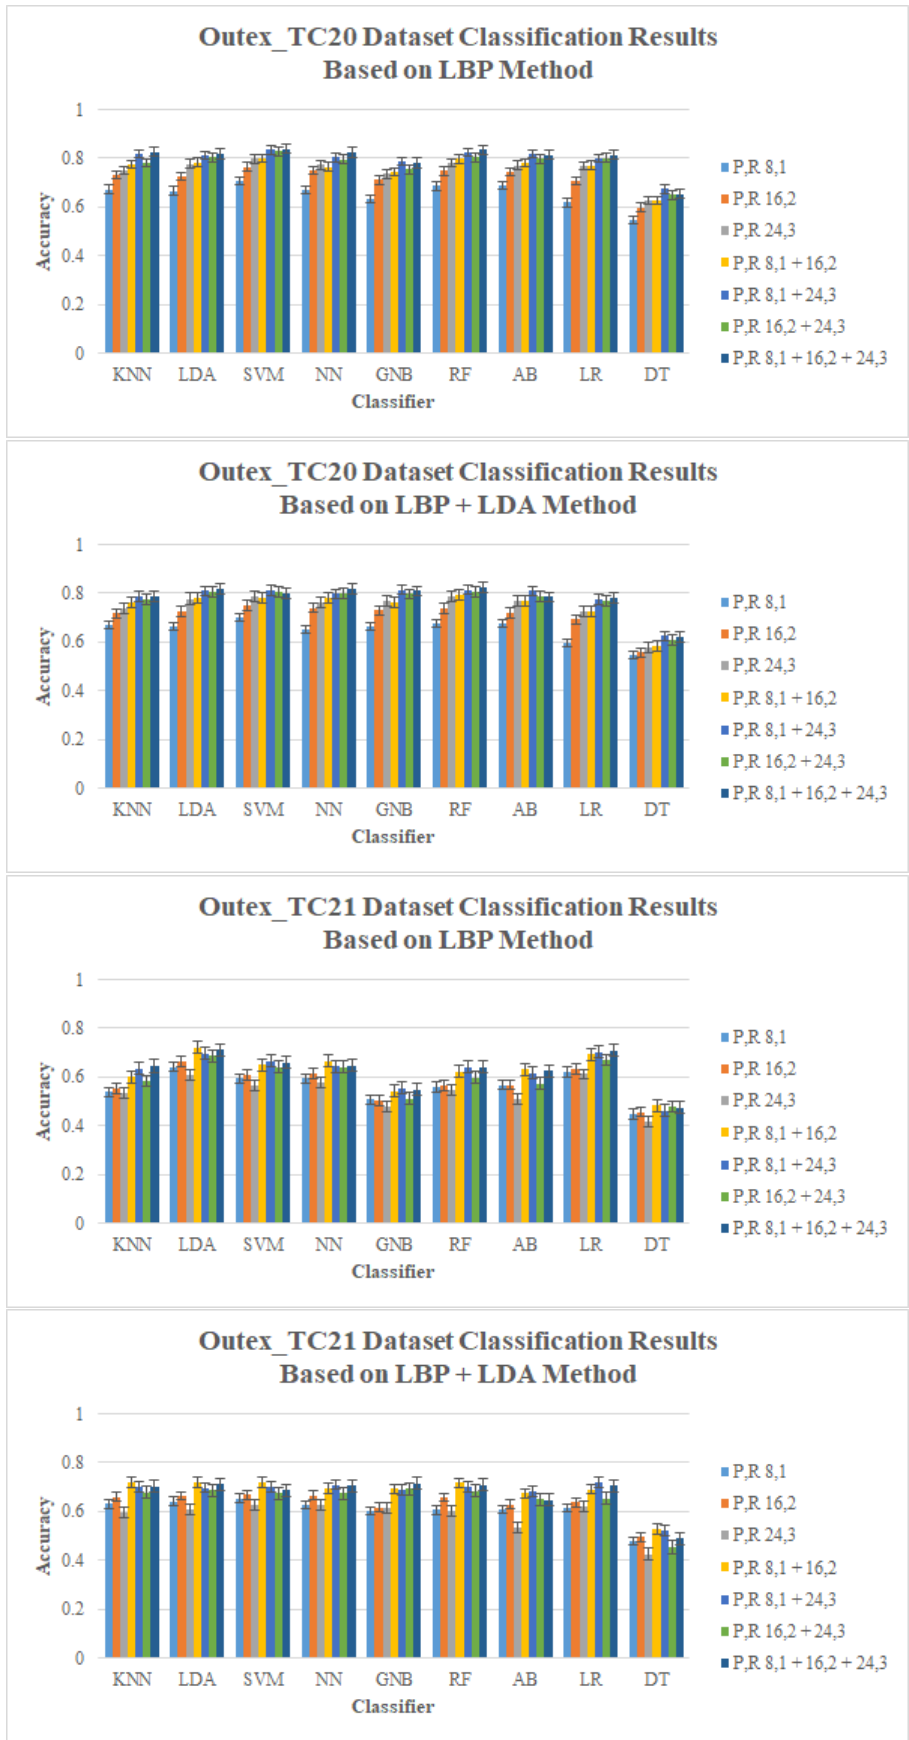 Outex_TC20 Dataset Classification Results
Based on LBP Method
1
0.8
0.6
0.4
0.2
0
Accuracy
KNN LDA SVM NN GNB RF AB LR DT
Classifier
P,R 8,1
P,R 16,2
P,R 24,3
P,R 8,1 + 16,2
P,R 8,1 + 24,3
P,R 16,2 + 24,3
P,R 8,1 + 16,2 + 24,3
Outex_TC20 Dataset Classification Results
Based on LBP + LDA Method
1
0.8
0.6
0.4
0.2
0
Accuracy
KNN LDA SVM NN GNB RF AB LR DT
Classifier
P,R 8,1
P,R 16,2
P,R 24,3
P,R 8,1 + 16,2
P,R 8,1 + 24,3
P,R 16,2 + 24,3
P,R 8,1 + 16,2 + 24,3
Outex_TC21 Dataset Classification Results
Based on LBP Method
1
0.8
0.6
0.4
0.2
0
Accuracy
KNN LDA SVM NN GNB RF AB LR DT
Classifier
P,R 8,1
P,R 16,2
P,R 24,3
P,R 8,1 + 16,2
P,R 8,1 + 24,3
P,R 16,2 + 24,3
P,R 8,1 + 16,2 + 24,3
Outex_TC21 Dataset Classification Results
Based on LBP + LDA Method
1
0.8
0.6
0.4
0.2
0
Accuracy
KNN LDA SVM NN GNB RF AB LR DT
Classifier
P,R 8,1
P,R 16,2
P,R 24,3
P,R 8,1 + 16,2
P,R 8,1 + 24,3
P,R 16,2 + 24,3
P,R 8,1 + 16,2 + 24,3